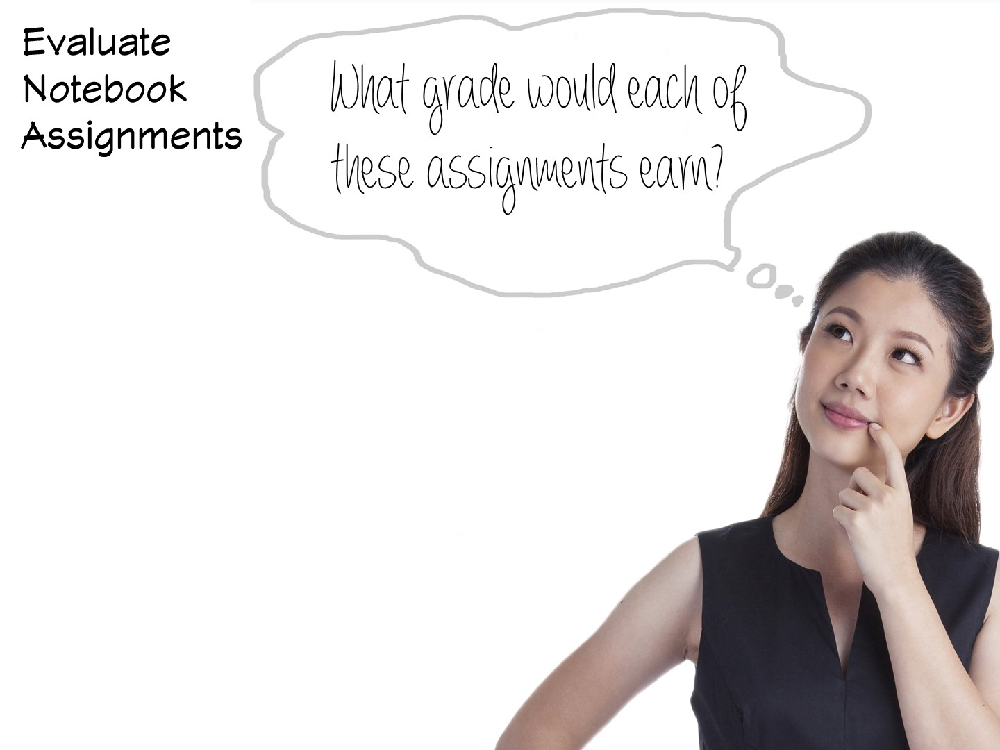 Evaluate
Notebook
Assignments
What grade would each of
these assignments earn?